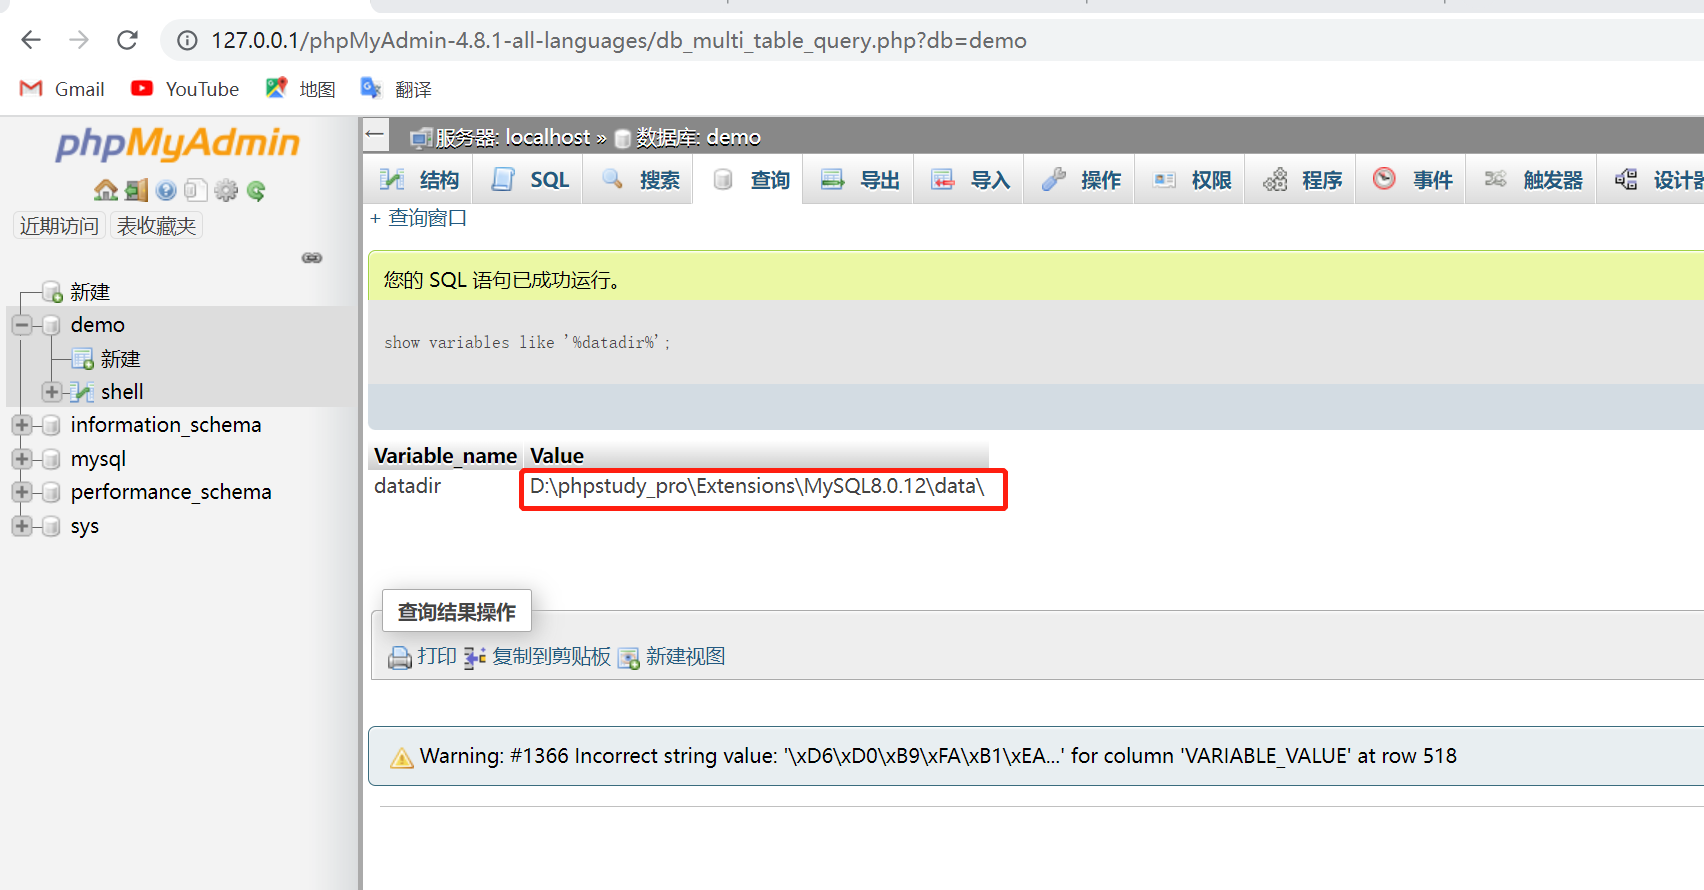 127.0.0.1/phpMyAdmin-4.8.1-all-languages/db_multi_table_query.php?db=demo
Gmail YouTube 地图 翻译
phpMyAdmin
近期访问 表收藏夹
新建
demo
新建
shell
information_schema
mysql
performance_schema
sys
服务器: localhost » 数据库: demo
结构 SQL 搜索 查询 导出 导入 操作 权限 程序 事件 触发器 设计器
+ 查询窗口
您的 SQL 语句已成功运行。
show variables like '%datadir%';
Variable_name Value
datadir D:\phpstudy_pro\Extensions\MySQL8.0.12\data\
查询结果操作
打印 复制到剪贴板 新建视图
Warning: #1366 Incorrect string value: '\xD6\xD0\xB9\xFA\xB1\xEA...' for column 'VARIABLE_VALUE' at row 518